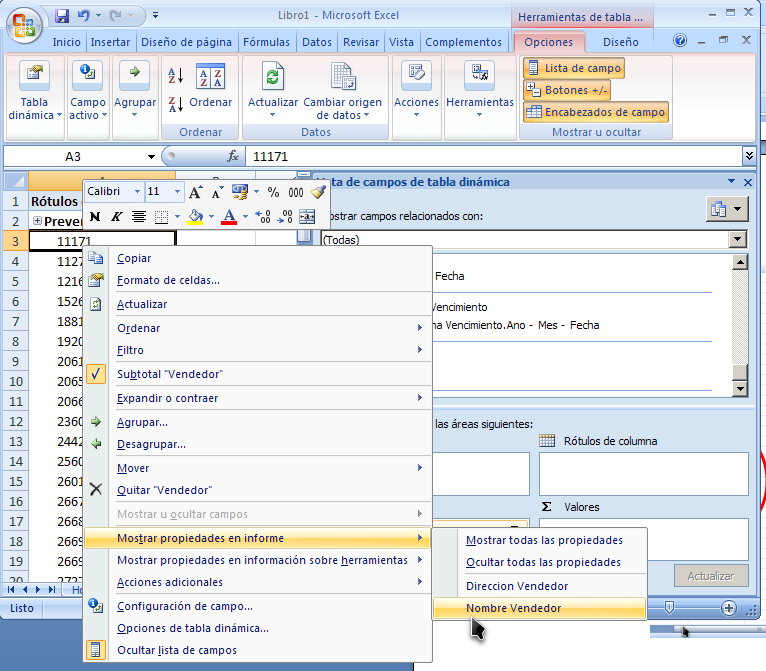 Libro1 - Microsoft Excel
Herramientas de tabla ...
Inicio Insertar Diseño de página Fórmulas Datos Revisar Vista Complementos Opciones Diseño
Tabla dinámica
Campo activo
Agrupar
Ordenar
Ordenar
Actualizar
Cambiar origen de datos
Datos
Acciones
Herramientas
Lista de campo
Botones +/-
Encabezados de campo
Mostrar u ocultar
A3 fx 11171
Calibri 11 A A % 000
N K A
1 Rótulos
2 Preven
3 11171
4 1127
5 1216
6 1526
7 1881
8 1920
9 2061
10 2065
11 2066
12 2360
13 2442
14 2560
15 2601
16 2667
17 2668
18 2669
19 2669
20 2727
ta de campos de tabla dinámica
ostrar campos relacionados con:
(Todas)
Fecha
Vencimiento
na Vencimiento.Ano - Mes - Fecha
las áreas siguientes:
Rótulos de columna
Σ Valores
Actualizar
Copiar
Formato de celdas...
Actualizar
Ordenar
Filtro
Subtotal "Vendedor"
Expandir o contraer
Agrupar...
Desagrupar...
Mover
Quitar "Vendedor"
Mostrar u ocultar campos
Mostrar propiedades en informe
Mostrar propiedades en información sobre herramientas
Acciones adicionales
Configuración de campo...
Opciones de tabla dinámica...
Ocultar lista de campos
Mostrar todas las propiedades
Ocultar todas las propiedades
Direccion Vendedor
Nombre Vendedor
Ho
Listo